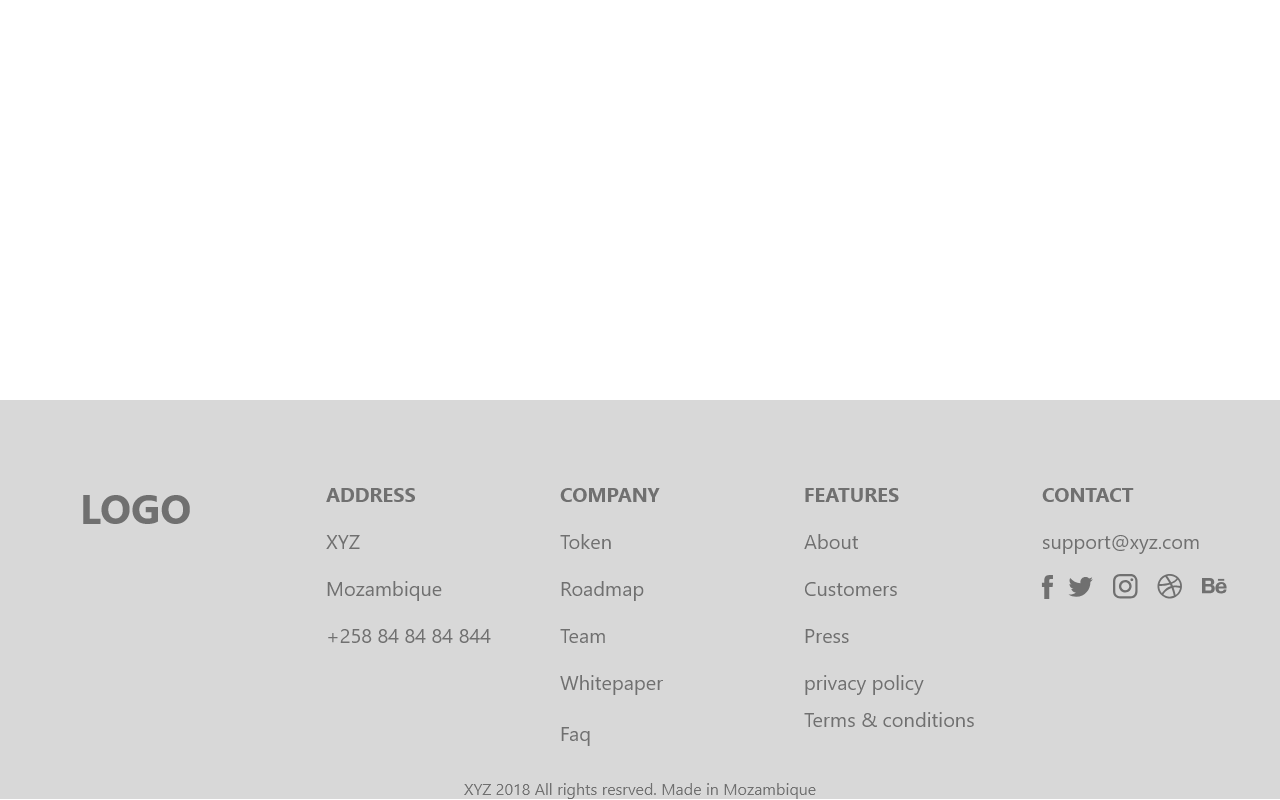 LOGO
ADDRESS
XYZ
Mozambique
+258 84 84 84 844
COMPANY
Token
Roadmap
Team
Whitepaper
Faq
FEATURES
About
Customers
Press
privacy policy
Terms & conditions
CONTACT
support@xyz.com
Bē
XYZ 2018 All rights resrved. Made in Mozambique